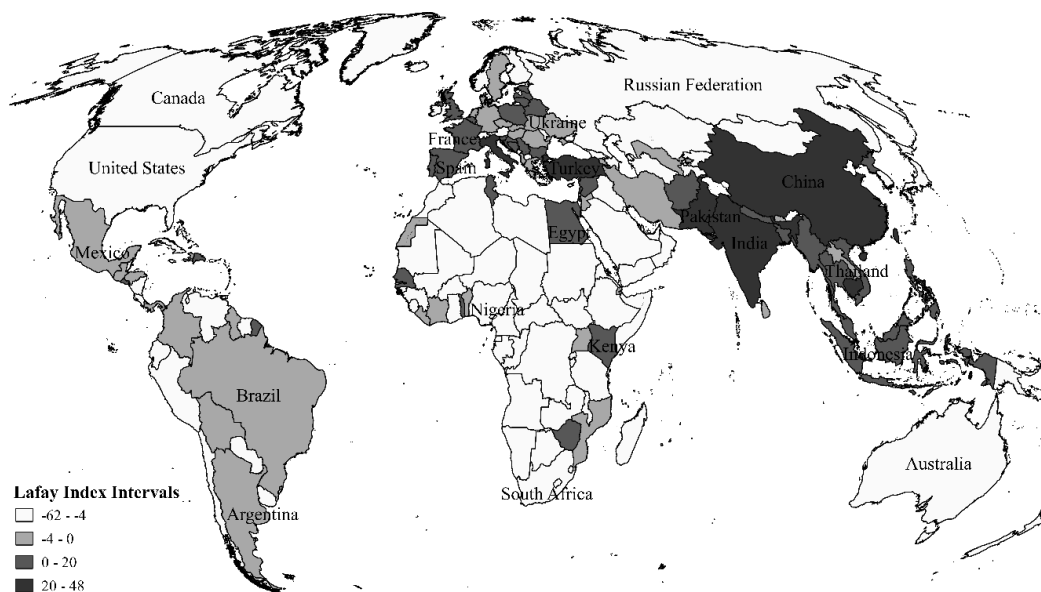 Canada
Russian Federation
Ukraine
France
United States
Spain
Turkey
China
Pakistan
Egypt
India
Mexico
Thailand
Nigeria
Kenya
Indonesia
Brazil
Australia
South Africa
Argentina
Lafay Index Intervals
-62 - -4
-4 - 0
0 - 20
20 - 48